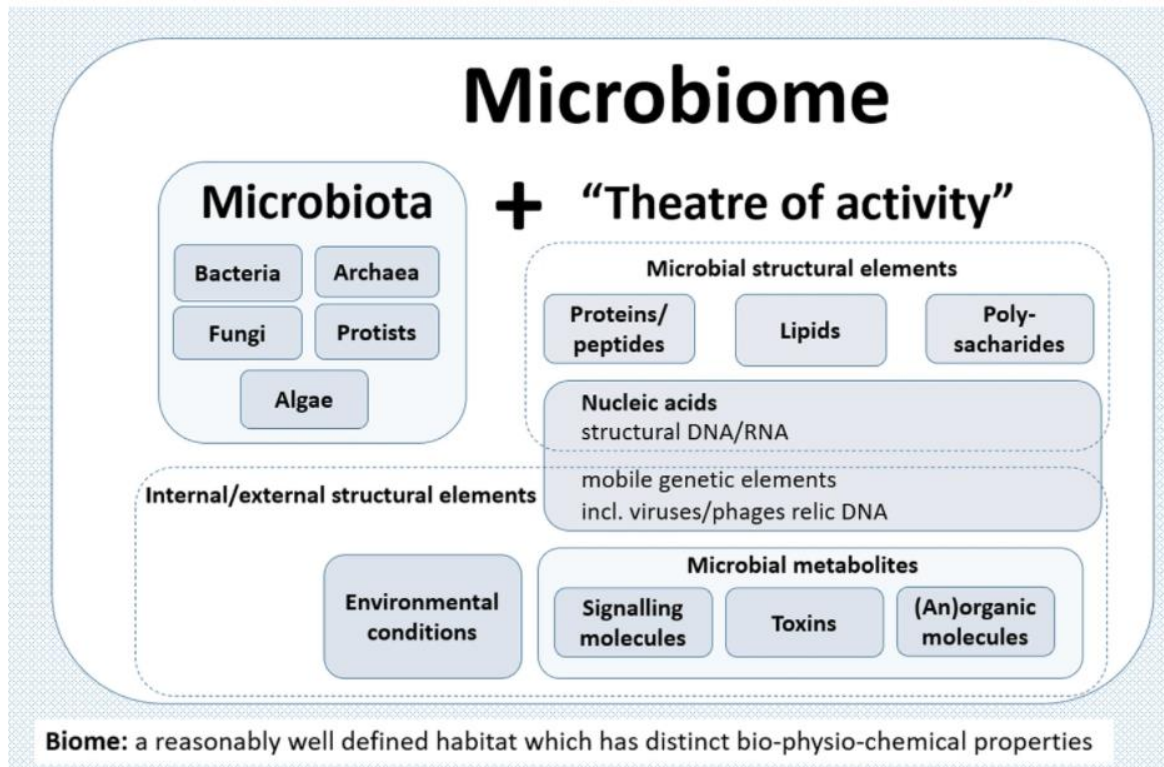 Microbiome
Microbiota
+
“Theatre of activity”
Bacteria
Archaea
Fungi
Protists
Algae
Microbial structural elements
Proteins/
peptides
Lipids
Poly-
sacharides
Nucleic acids
structural DNA/RNA
mobile genetic elements
incl. viruses/phages relic DNA
Internal/external structural elements
Environmental
conditions
Microbial metabolites
Signalling
molecules
Toxins
(An)organic
molecules
Biome: a reasonably well defined habitat which has distinct bio-physio-chemical properties